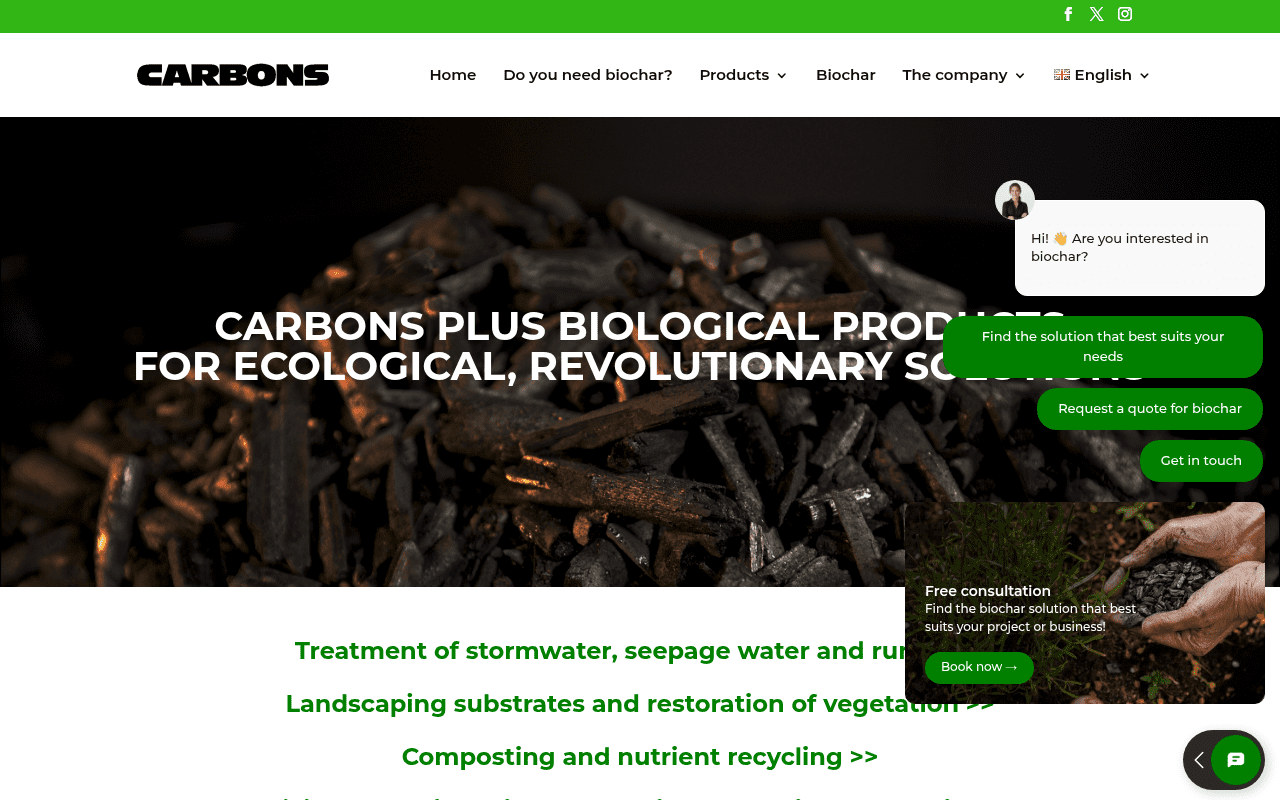 CARBONS
Home
Do you need biochar?
Products
Biochar
The company
English
CARBONS PLUS BIOLOGICAL PRODUCTS
FOR ECOLOGICAL, REVOLUTIONARY SOLUTIONS
Hi! 👋 Are you interested in
biochar?
Find the solution that best suits your
needs
Request a quote for biochar
Get in touch
Free consultation
Find the biochar solution that best
suits your project or business!
Book now →
Treatment of stormwater, seepage water and
Landscaping substrates and restoration of vegetation >>
Composting and nutrient recycling >>